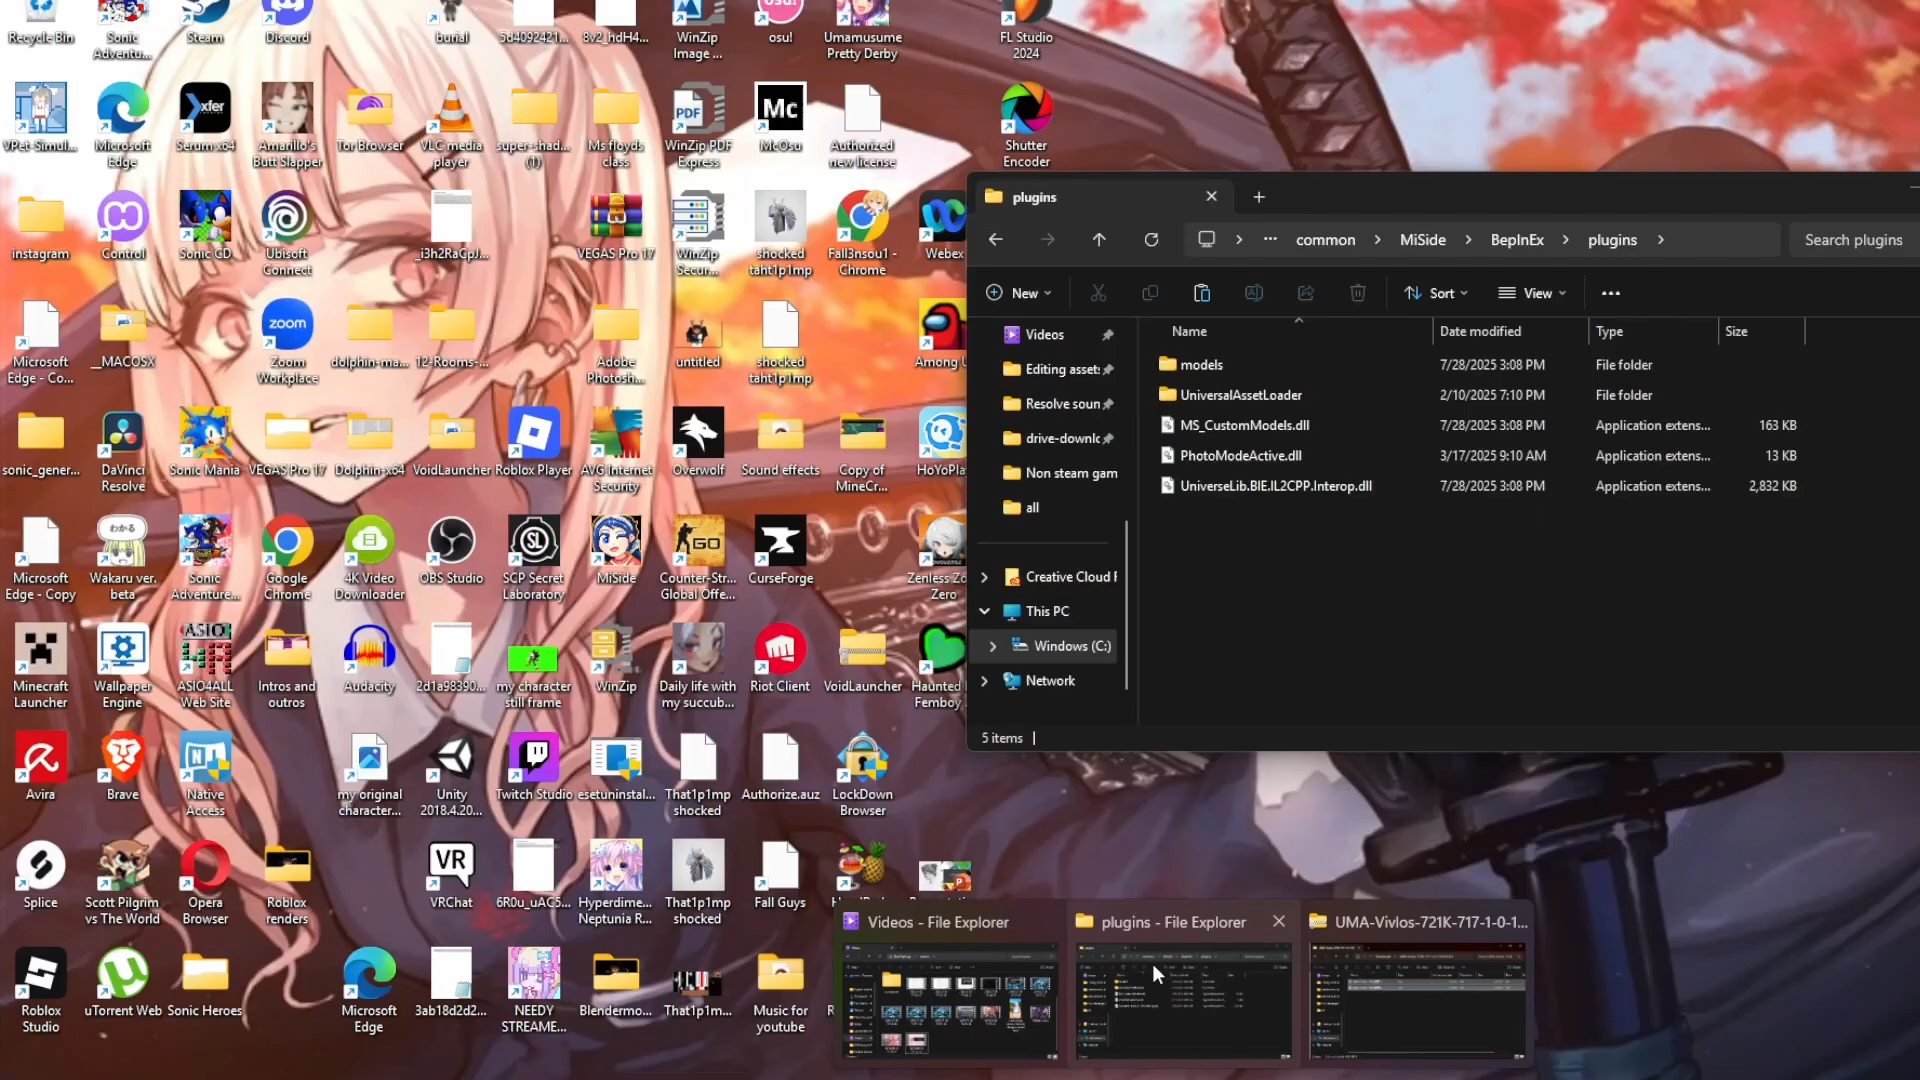 Recycle Bin
Sonic
Adventu...
Steam
Discord
burial
5d4092421...
8v2_hdH4...
WinZip
Image ...
osu!
Umamusume
Pretty Derby
FL Studio
2024
VPet-Simul...
Microsoft
Edge
Serum x64
Amarillo's
Butt Slapper
Tor Browser
VLC media
player
super-shad...
(1)
Ms floyds
class
WinZip PDF
Express
McOsu
Authorized
new license
Shutter
Encoder
instagram
Control
Sonic CD
Ubisoft
Connect
_i3h2RaCpJ...
VEGAS Pro 17
WinZip
Secur...
shocked
taht1p1mp
Fall3nsou1 -
Chrome
Webex
Microsoft
Edge - Co...
__MACOSX
Zoom
Workplace
dolphin-ma...
12-Rooms-...
Adobe
Photosh...
untitled
shocked
taht1p1mp
Among U
sonic_gener...
DaVinci
Resolve
Sonic Mania
VEGAS Pro 17
Dolphin-x64
VoidLauncher
Roblox Player
AVG Internet
Security
Overwolf
Sound effects
Copy of
MineCr...
HoYoPla
Microsoft
Edge - Copy
Wakaru ver.
beta
Sonic
Adventure...
Google
Chrome
4K Video
Downloader
OBS Studio
SCP Secret
Laboratory
MiSide
Counter-Str...
Global Offe...
CurseForge
Zenless Zo
Zero
Minecraft
Launcher
Wallpaper
Engine
ASIO4ALL
Web Site
Intros and
outros
Audacity
2d1a98390...
my character
still frame
WinZip
Daily life with
my succub...
Riot Client
VoidLauncher
Haunted
Femboy
Avira
Brave
Native
Access
my original
character...
Unity
2018.4.20...
Twitch Studio
esetuninstal...
That1p1mp
shocked
Authorize.auz
LockDown
Browser
Splice
Scott Pilgrim
vs The World
Opera
Browser
Roblox
renders
VRChat
6R0u_uAC5...
Hyperdime...
Neptunia R...
That1p1mp
shocked
Fall Guys
Roblox
Studio
uTorrent Web
Sonic Heroes
Microsoft
Edge
3ab18d2d2...
NEEDY
STREAME...
Blendermo...
That1p1m...
Music for
youtube
xfer
PDF
Mc
zoom
わかる
SL
GO
ASIO
NI
VR
plugins
common
MiSide
BepInEx
plugins
Search plugins
New
Sort
View
Name
Date modified
Type
Size
Videos
Editing asset:
Resolve soun
drive-downlo
Non steam gam
all
Creative Cloud F
This PC
Windows (C:)
Network
models 7/28/2025 3:08 PM File folder
UniversalAssetLoader 2/10/2025 7:10 PM File folder
MS_CustomModels.dll 7/28/2025 3:08 PM Application extens... 163 KB
PhotoModeActive.dll 3/17/2025 9:10 AM Application extens... 13 KB
UniverseLib.BIE.IL2CPP.Interop.dll 7/28/2025 3:08 PM Application extens... 2,832 KB
5 items
Videos - File Explorer
plugins - File Explorer
UMA-Vivlos-721K-717-1-0-1...